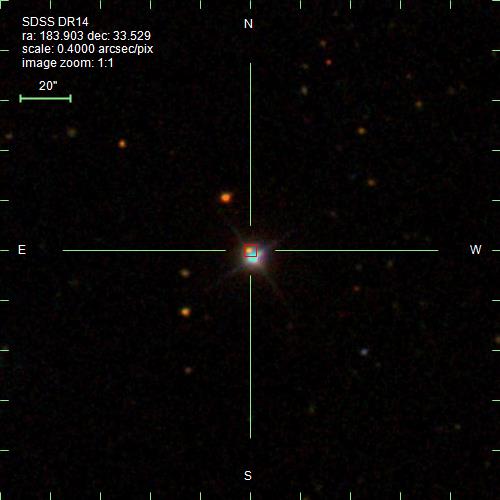 SDSS DR14
ra: 183.903 dec: 33.529
scale: 0.4000 arcsec/pix
image zoom: 1:1
20"
N
E
W
S